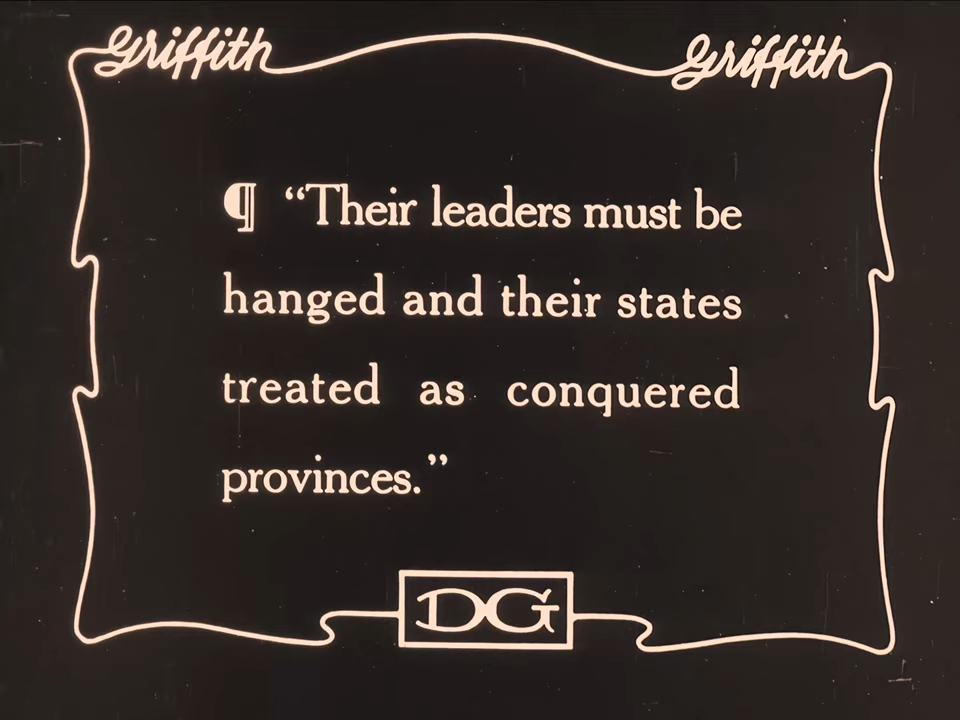 Griffith Griffith
¶ “Their leaders must be
hanged and their states
treated as conquered
provinces.”
DG